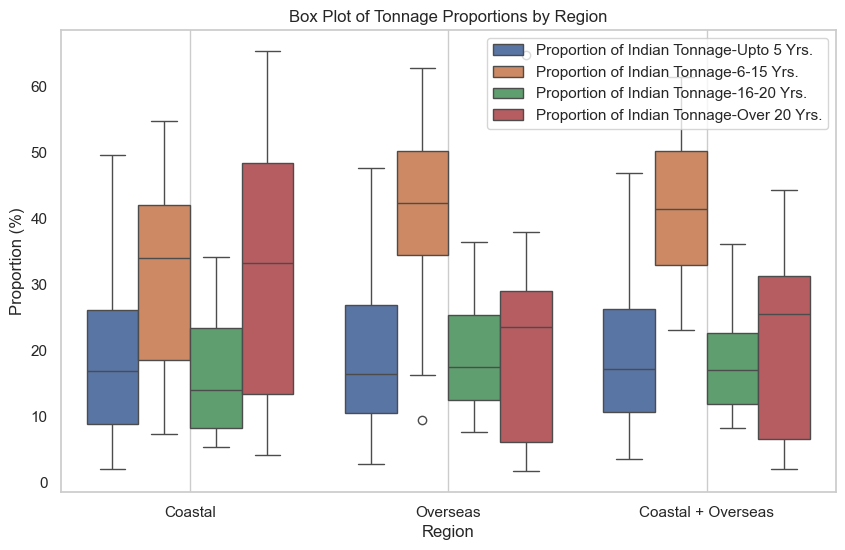 Box Plot of Tonnage Proportions by Region
Proportion of Indian Tonnage-Upto 5 Yrs.
Proportion of Indian Tonnage-6-15 Yrs.
Proportion of Indian Tonnage-16-20 Yrs.
Proportion of Indian Tonnage-Over 20 Yrs.
Proportion (%)
60
50
40
30
20
10
0
Coastal
Overseas
Coastal + Overseas
Region